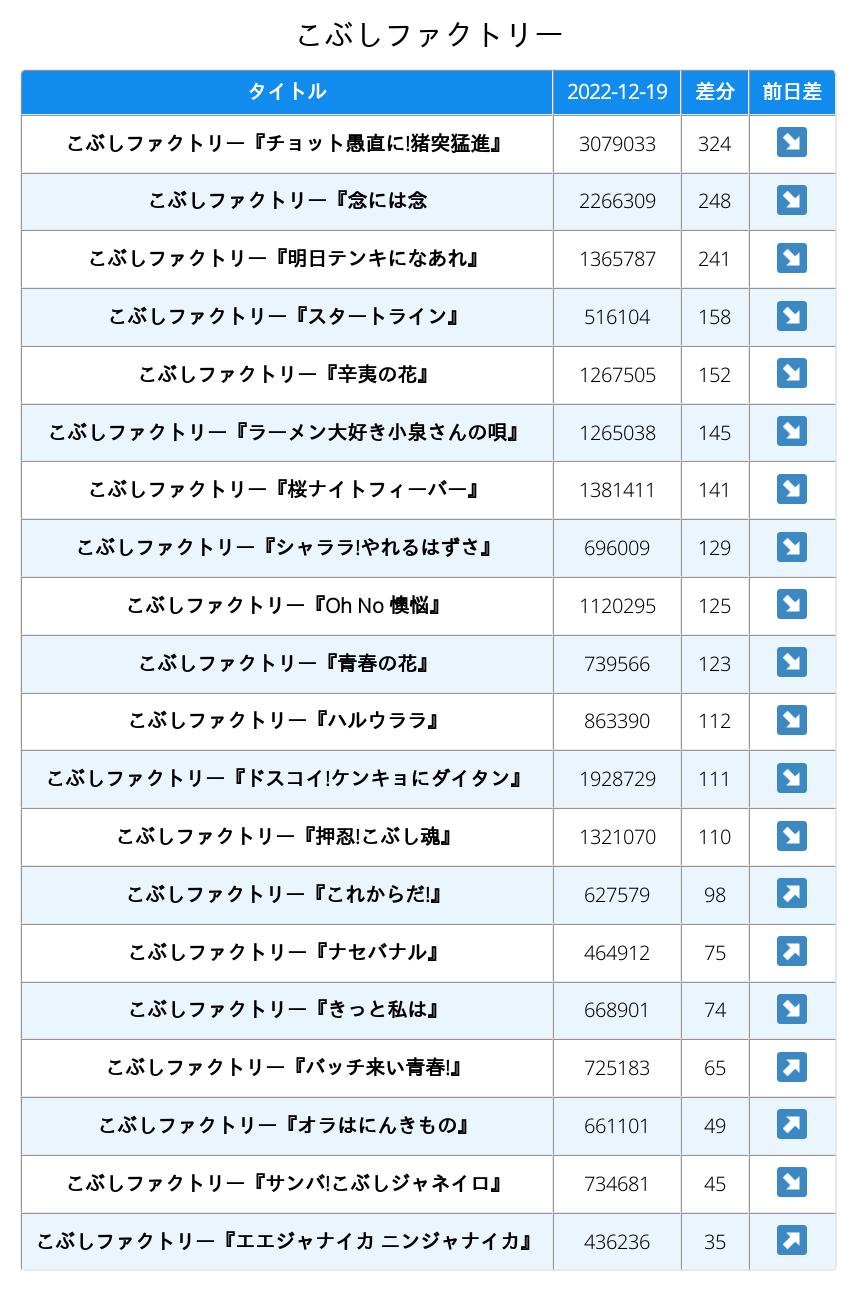 こぶしファクトリー
タイトル 2022-12-19 差分 前日差
こぶしファクトリー『チョット愚直に!猪突猛進』 3079033 324 ↘
こぶしファクトリー『念には念 2266309 248 ↘
こぶしファクトリー『明日テンキになあれ』 1365787 241 ↘
こぶしファクトリー『スタートライン』 516104 158 ↘
こぶしファクトリー『辛夷の花』 1267505 152 ↘
こぶしファクトリー『ラーメン大好き小泉さんの唄』 1265038 145 ↘
こぶしファクトリー『桜ナイトフィーバー』 1381411 141 ↘
こぶしファクトリー『シャララ!やれるはずさ』 696009 129 ↘
こぶしファクトリー『Oh No 懊悩』 1120295 125 ↘
こぶしファクトリー『青春の花』 739566 123 ↘
こぶしファクトリー『ハルウララ』 863390 112 ↘
こぶしファクトリー『ドスコイ!ケンキョにダイタン』 1928729 111 ↘
こぶしファクトリー『押忍!こぶし魂』 1321070 110 ↘
こぶしファクトリー『これからだ!』 627579 98 ↗
こぶしファクトリー『ナセバナル』 464912 75 ↗
こぶしファクトリー『きっと私は』 668901 74 ↘
こぶしファクトリー『バッチ来い青春!』 725183 65 ↗
こぶしファクトリー『オラはにんきもの』 661101 49 ↗
こぶしファクトリー『サンバ!こぶしジャネイロ』 734681 45 ↘
こぶしファクトリー『エエジャナイカ ニンジャナイカ』 436236 35 ↗